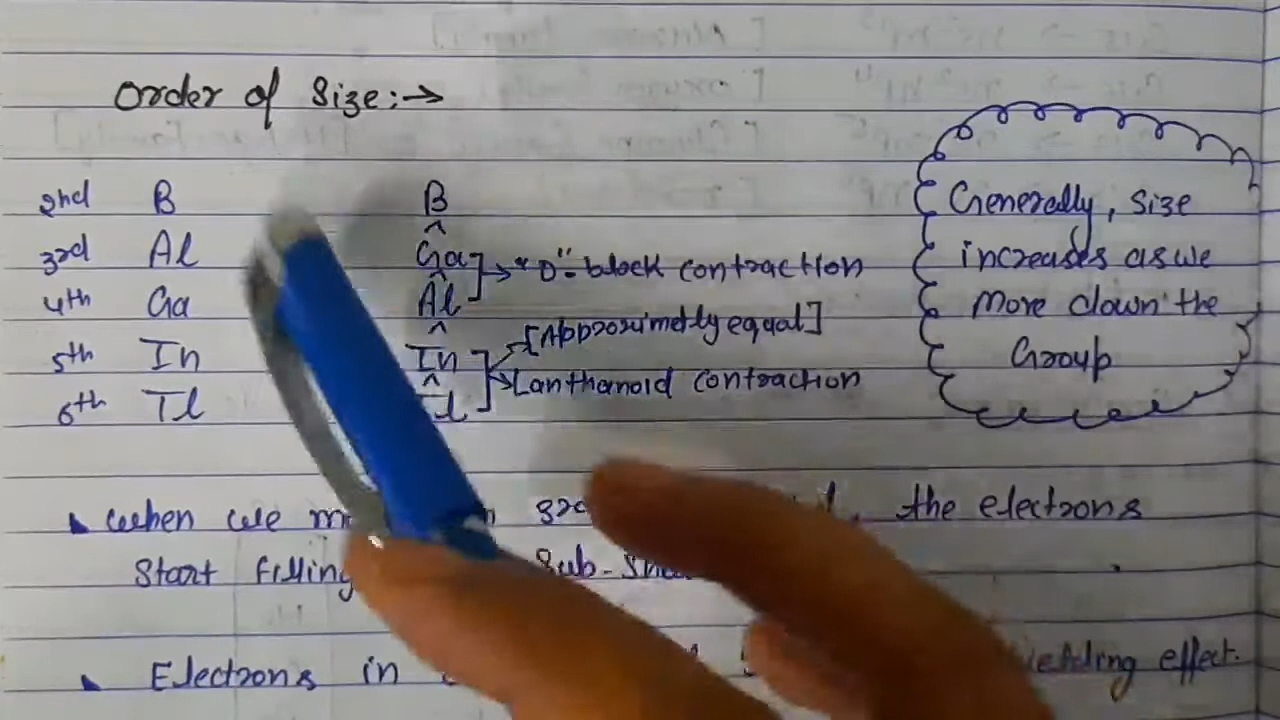 Order of Size:→
2nd B B
^
3rd Al Ga → "D"-block contraction
^
4th Ga Al
^ [Approximetly equal]
5th In In
^ Lanthanoid contraction
6th Tl
Generally, Size
increases as we
move down the
Group
When we the electrons
Start filling Sub-
Electrons in effect.